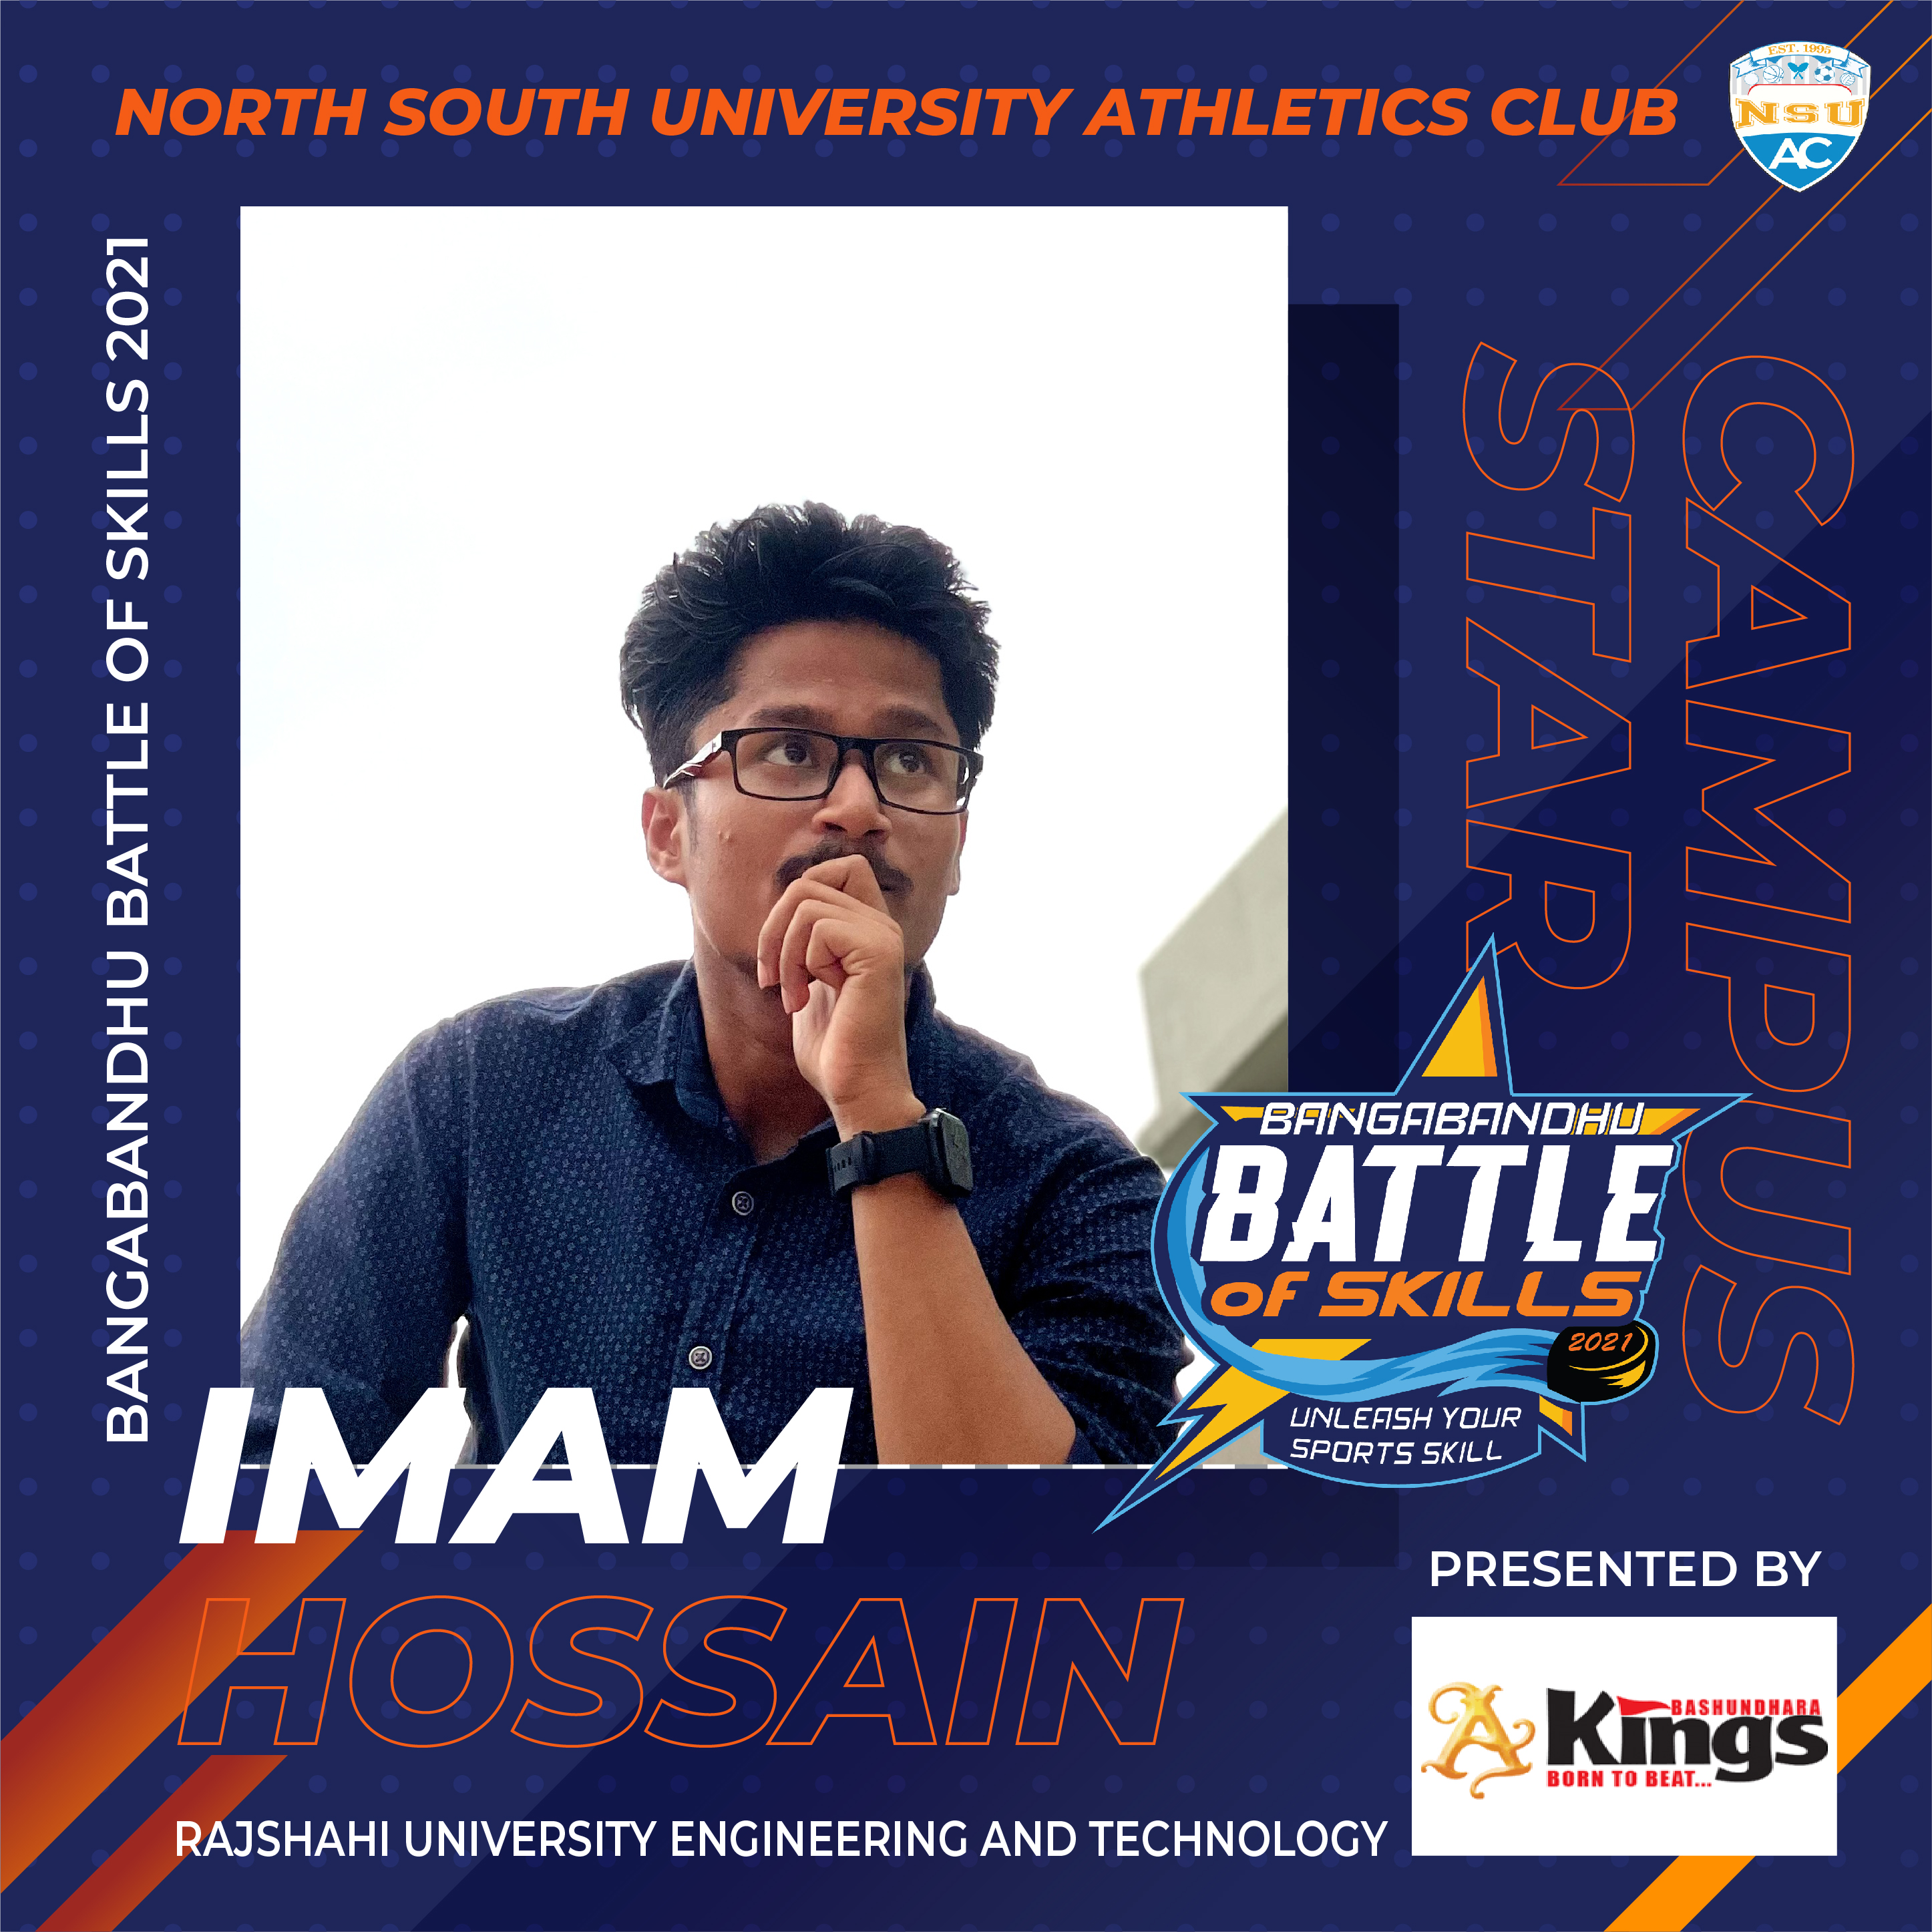 NORTH SOUTH UNIVERSITY ATHLETICS CLUB
EST. 1995
NSU
AC
BANGABANDHU BATTLE OF SKILLS 2021
CAMPUS
STAR
BANGABANDHU
BATTLE
OF SKILLS
2021
UNLEASH YOUR
SPORTS SKILL
IMAM
HOSSAIN
RAJSHAHI UNIVERSITY ENGINEERING AND TECHNOLOGY
PRESENTED BY
A
BASHUNDHARA
Kings
BORN TO BEAT...